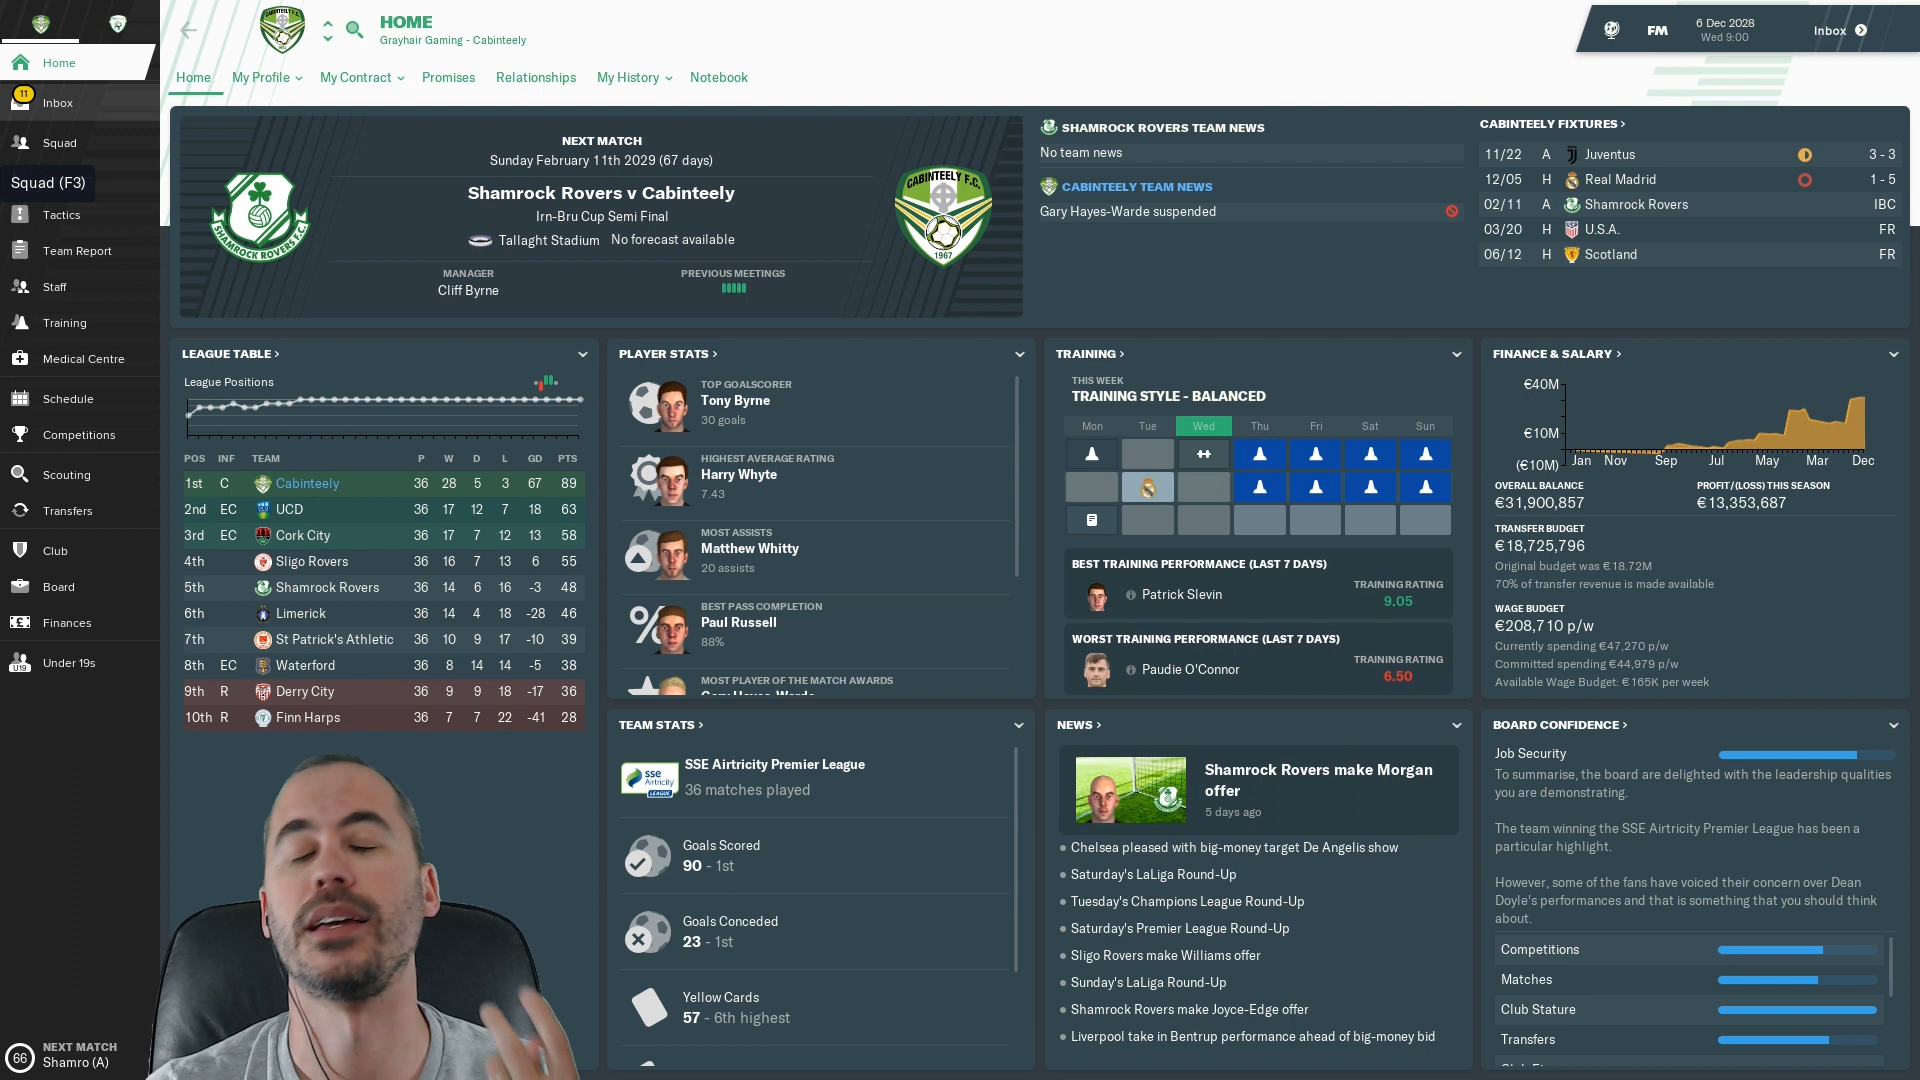 HOME
Grayhair Gaming - Cabinteely
6 Dec 2028
Wed 9:00
FM
Inbox
Home
My Profile
My Contract
Promises
Relationships
My History
Notebook
Home
11
Inbox
Squad
Squad (F3)
Tactics
Team Report
Staff
Training
Medical Centre
Schedule
Competitions
Scouting
Transfers
Club
Board
Finances
U19
Under 19s
66
NEXT MATCH
Shamro (A)
NEXT MATCH
Sunday February 11th 2029 (67 days)
Shamrock Rovers v Cabinteely
Irn-Bru Cup Semi Final
Tallaght Stadium No forecast available
MANAGER
Cliff Byrne
PREVIOUS MEETINGS
SHAMROCK ROVERS F.C.
CABINTEELY F.C.
1967
SHAMROCK ROVERS TEAM NEWS
No team news
CABINTEELY TEAM NEWS
Gary Hayes-Warde suspended
CABINTEELY FIXTURES >
11/22 A Juventus 3 - 3
12/05 H Real Madrid 1 - 5
02/11 A Shamrock Rovers IBC
03/20 H U.S.A. FR
06/12 H Scotland FR
LEAGUE TABLE >
League Positions
POS INF TEAM P W D L GD PTS
1st C Cabinteely 36 28 5 3 67 89
2nd EC UCD 36 17 12 7 18 63
3rd EC Cork City 36 17 7 12 13 58
4th Sligo Rovers 36 16 7 13 6 55
5th Shamrock Rovers 36 14 6 16 -3 48
6th Limerick 36 14 4 18 -28 46
7th St Patrick's Athletic 36 10 9 17 -10 39
8th EC Waterford 36 8 14 14 -5 38
9th R Derry City 36 9 9 18 -17 36
10th R Finn Harps 36 7 7 22 -41 28
PLAYER STATS >
TOP GOALSCORER
Tony Byrne
30 goals
HIGHEST AVERAGE RATING
Harry Whyte
7.43
MOST ASSISTS
Matthew Whitty
20 assists
BEST PASS COMPLETION
Paul Russell
88%
MOST PLAYER OF THE MATCH AWARDS
Gary Hayes-Warde
TRAINING >
THIS WEEK
TRAINING STYLE - BALANCED
Mon Tue Wed Thu Fri Sat Sun
BEST TRAINING PERFORMANCE (LAST 7 DAYS)
Patrick Slevin
TRAINING RATING
9.05
WORST TRAINING PERFORMANCE (LAST 7 DAYS)
Paudie O'Connor
TRAINING RATING
6.50
FINANCE & SALARY >
€40M
€10M
(€10M)
Jan Nov Sep Jul May Mar Dec
OVERALL BALANCE
€31,900,857
PROFIT/(LOSS) THIS SEASON
€13,353,687
TRANSFER BUDGET
€18,725,796
Original budget was €18.72M
70% of transfer revenue is made available
WAGE BUDGET
€208,710 p/w
Currently spending €47,270 p/w
Committed spending €44,979 p/w
Available Wage Budget: €165K per week
TEAM STATS >
sse Airtricity LEAGUE
SSE Airtricity Premier League
36 matches played
Goals Scored
90 - 1st
Goals Conceded
23 - 1st
Yellow Cards
57 - 6th highest
NEWS >
Shamrock Rovers make Morgan
offer
5 days ago
Chelsea pleased with big-money target De Angelis show
Saturday's LaLiga Round-Up
Tuesday's Champions League Round-Up
Saturday's Premier League Round-Up
Sligo Rovers make Williams offer
Sunday's LaLiga Round-Up
Shamrock Rovers make Joyce-Edge offer
Liverpool take in Bentrup performance ahead of big-money bid
BOARD CONFIDENCE >
Job Security
To summarise, the board are delighted with the leadership qualities
you are demonstrating.
The team winning the SSE Airtricity Premier League has been a
particular highlight.
However, some of the fans have voiced their concern over Dean
Doyle's performances and that is something that you should think
about.
Competitions
Matches
Club Stature
Transfers